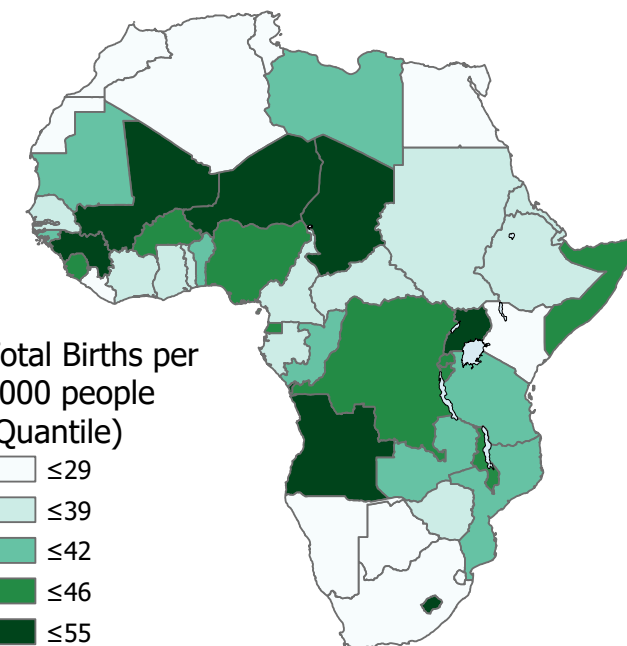 otal Births per
000 people
Quantile)
≤29
≤39
≤42
≤46
≤55